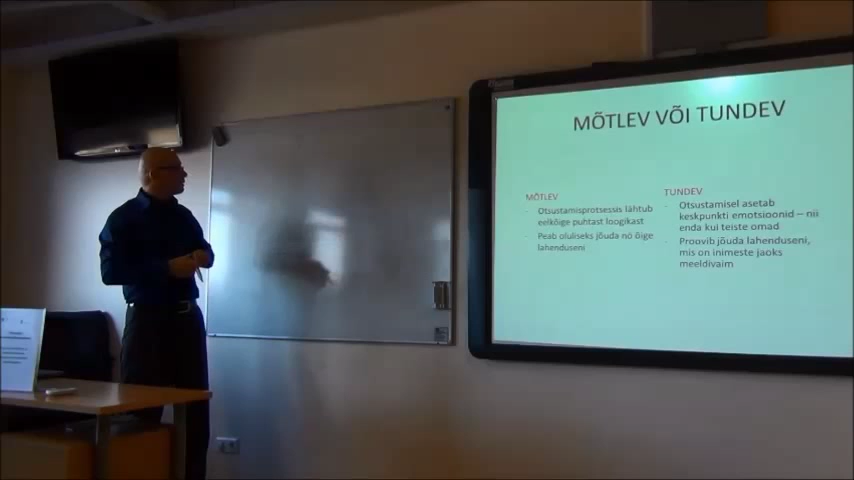 MÕTLEV VÕI TUNDEV
MÕTLEV
- Otsustamisprotsessis lähtub
eelkõige puhtast loogikast
- Peab oluliseks jõuda nö õige
lahenduseni
TUNDEV
- Otsustamisel asetab
keskpunkti emotsioonid – nii
enda kui teiste omad
- Proovib jõuda lahenduseni,
mis on inimeste jaoks
meeldivaim